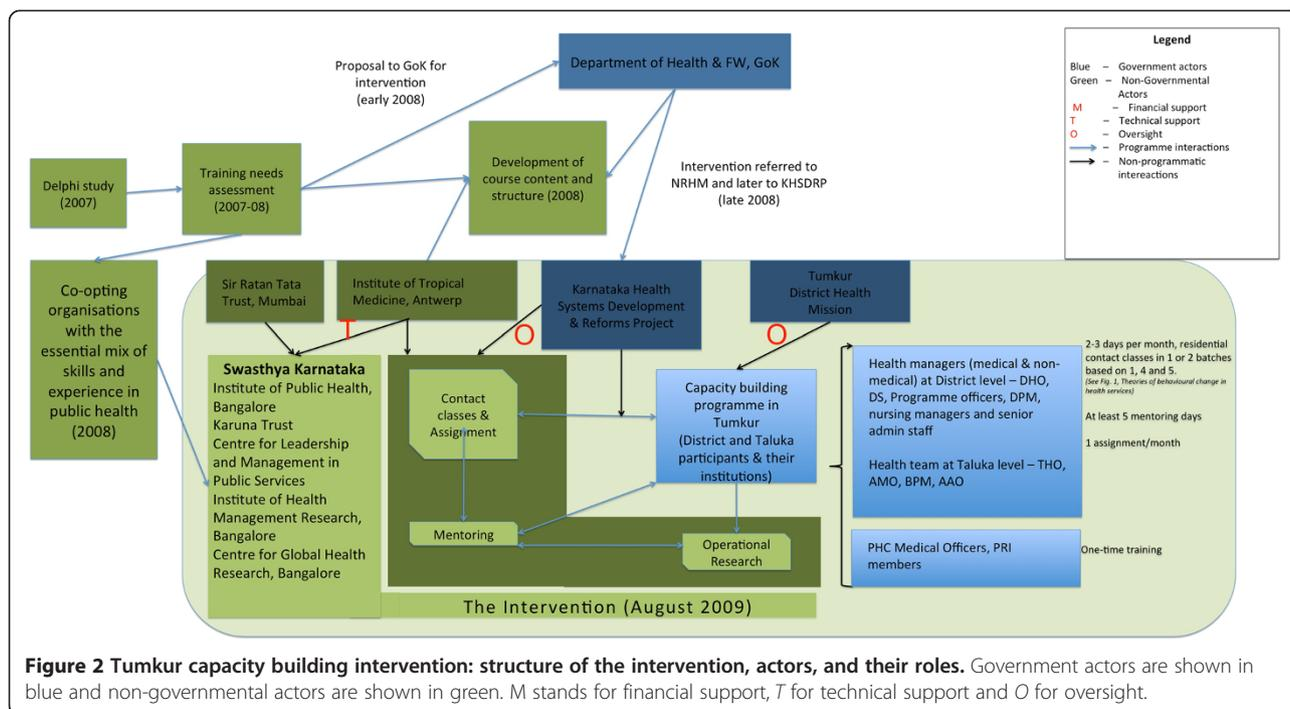 Department of Health & FW, GoK
Proposal to GoK for
intervention
(early 2008)
Legend
Blue – Government actors
Green – Non-Governmental
Actors
M – Financial support
T – Technical support
O – Oversight
– Programme interactions
– Non-programmatic
intereactions
Delphi study
(2007)
Training needs
assessment
(2007-08)
Development of
course content and
structure (2008)
Intervention referred to
NRHM and later to KHSDRP
(late 2008)
Co-opting
organisations
with the
essential mix of
skills and
experience in
public health
(2008)
Sir Ratan Tata
Trust, Mumbai
Institute of Tropical
Medicine, Antwerp
Karnataka Health
Systems Development
& Reforms Project
Tumkur
District Health
Mission
T
O
O
Swasthya Karnataka
Institute of Public Health,
Bangalore
Karuna Trust
Centre for Leadership
and Management in
Public Services
Institute of Health
Management Research,
Bangalore
Centre for Global Health
Research, Bangalore
Contact
classes &
Assignment
Mentoring
Operational
Research
Capacity building
programme in
Tumkur
(District and Taluka
participants & their
institutions)
Health managers (medical & non-
medical) at District level – DHO,
DS, Programme officers, DPM,
nursing managers and senior
admin staff
Health team at Taluka level – THO,
AMO, BPM, AAO
2-3 days per month, residential
contact classes in 1 or 2 batches
based on 1, 4 and 5.
(See Fig. 1, Theories of behavioural change in
health services)
At least 5 mentoring days
1 assignment/month
PHC Medical Officers, PRI
members
One-time training
The Intervention (August 2009)
Figure 2 Tumkur capacity building intervention: structure of the intervention, actors, and their roles. Government actors are shown in
blue and non-governmental actors are shown in green. M stands for financial support, T for technical support and O for oversight.